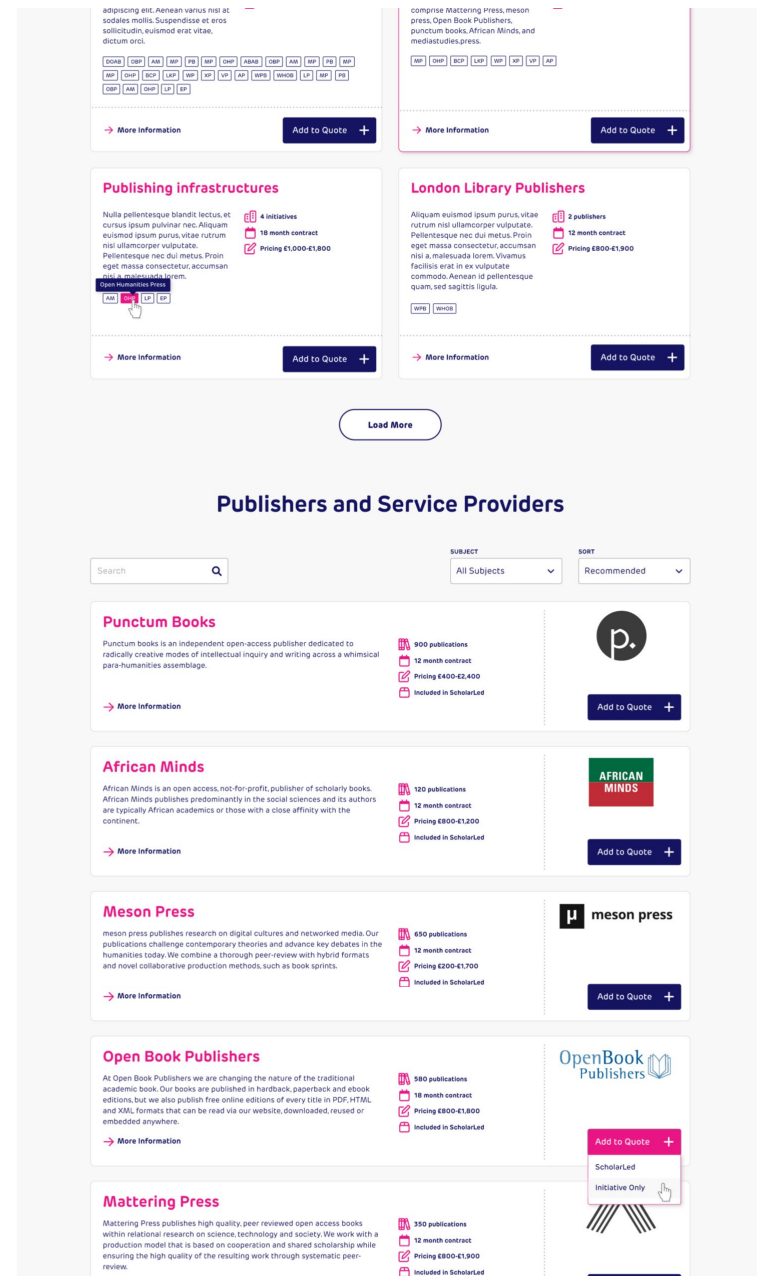 adipiscing elit. Aenean varius nisl at
sodales mollis. Suspendisse et eros
sollicitudin, euismod erat vitae,
dictum orci.
DOAB OBP AM MP PB MP OHP ABAB OBP AM MP PB MP
MP OHP BCP LKP WP XP VP AP WPB WHOB LP MP PB
OBP AM OHP LP EP
More Information
Add to Quote +
comprise Mattering Press, meson
press, Open Book Publishers,
punctum books, African Minds, and
mediastudies.press.
MP OHP BCP LKP WP XP VP AP
More Information
Add to Quote +
Publishing infrastructures
Nulla pellentesque blandit lectus, et
cursus ipsum pulvinar nec. Aliquam
euismod ipsum purus, vitae rutrum
nisl ullamcorper vulputate.
Pellentesque nec dui metus. Proin
eget massa consectetur, accumsan
nisi a, malesuada lorem.
4 initiatives
18 month contract
Pricing £1,000-£1,800
Open Humanities Press
AM OHP LP EP
More Information
Add to Quote +
London Library Publishers
Aliquam euismod ipsum purus, vitae
rutrum nisl ullamcorper vulputate.
Pellentesque nec dui metus. Proin
eget massa consectetur, accumsan
nisi a, malesuada lorem. Vivamus
facilisis erat in ex vulputate
commodo. Aenean id pellentesque
quam, sed sagittis ligula.
2 publishers
12 month contract
Pricing £800-£1,900
WPB WHOB
More Information
Add to Quote +
Load More
Publishers and Service Providers
Search
SUBJECT
All Subjects
SORT
Recommended
Punctum Books
Punctum books is an independent open-access publisher dedicated to
radically creative modes of intellectual inquiry and writing across a whimsical
para-humanities assemblage.
900 publications
12 month contract
Pricing £400-£2,400
Included in ScholarLed
More Information
p.
Add to Quote +
African Minds
African Minds is an open access, not-for-profit, publisher of scholarly books.
African Minds publishes predominantly in the social sciences and its authors
are typically African academics or those with a close affinity with the
continent.
120 publications
12 month contract
Pricing £800-£1,200
Included in ScholarLed
More Information
AFRICAN
MINDS
Add to Quote +
Meson Press
meson press publishes research on digital cultures and networked media. Our
publications challenge contemporary theories and advance key debates in the
humanities today. We combine a thorough peer-review with hybrid formats
and novel collaborative production methods, such as book sprints.
650 publications
12 month contract
Pricing £200-£1,700
Included in ScholarLed
More Information
μ meson press
Add to Quote +
Open Book Publishers
At Open Book Publishers we are changing the nature of the traditional
academic book. Our books are published in hardback, paperback and ebook
editions, but we also publish free online editions of every title in PDF, HTML
and XML formats that can be read via our website, downloaded, reused or
embedded anywhere.
580 publications
18 month contract
Pricing £800-£1,800
Included in ScholarLed
More Information
OpenBook
Publishers
Add to Quote +
ScholarLed
Initiative Only
Mattering Press
Mattering Press publishes high quality, peer reviewed open access books
within relational research on science, technology and society. We work with a
production model that is based on cooperation and shared scholarship while
ensuring the high quality of the resulting work through systematic peer-
review.
350 publications
12 month contract
Pricing £800-£1,900
Included in ScholarLed